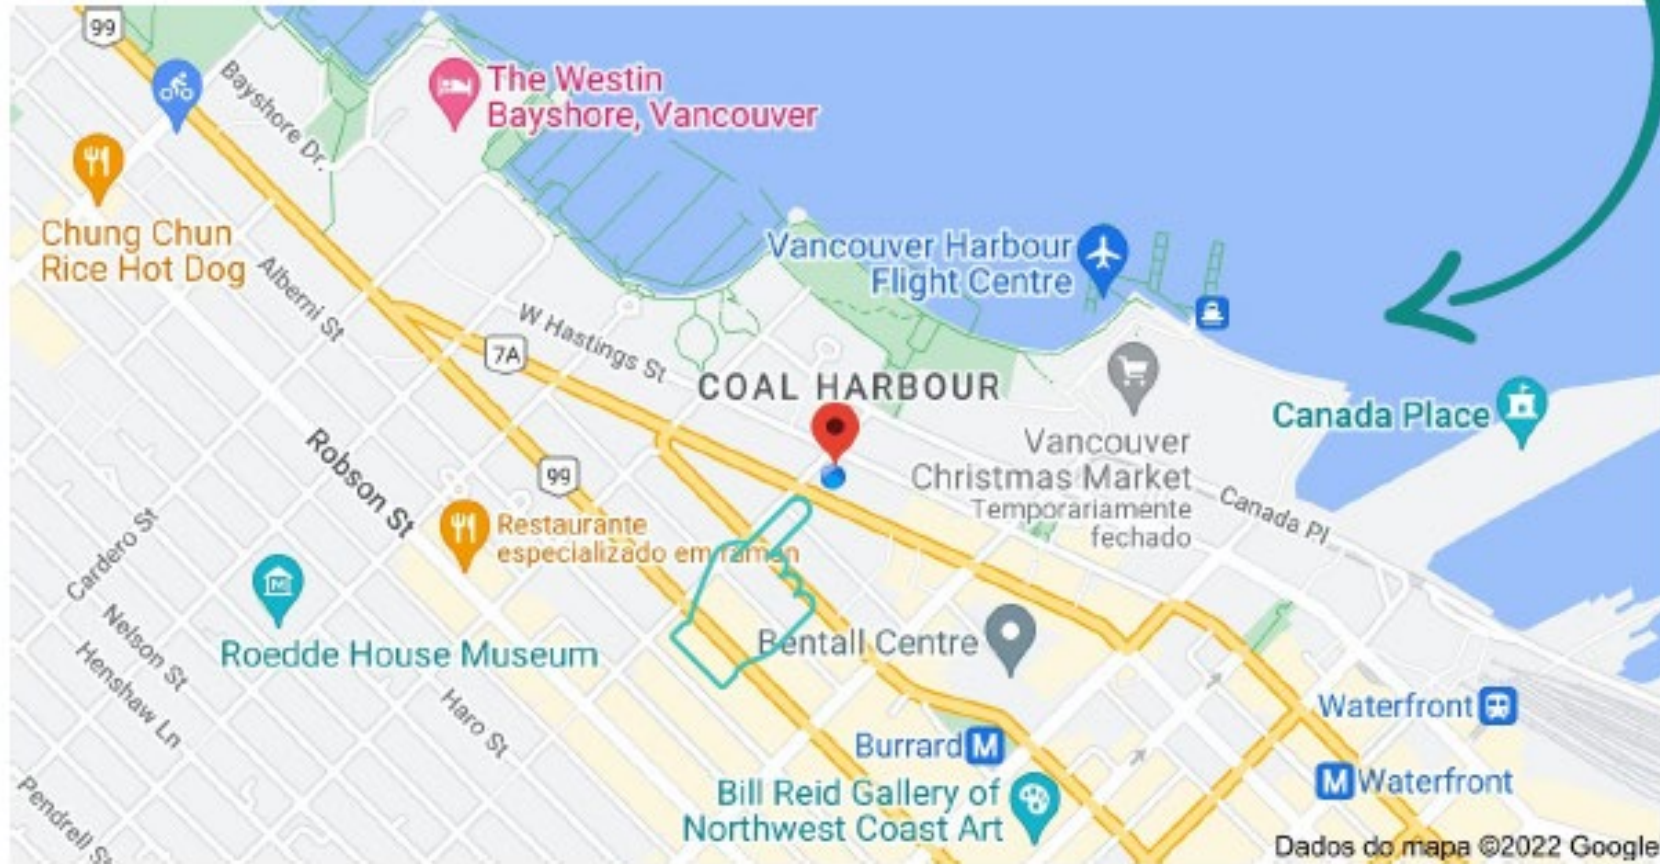 99
Bayshore Dr.
The Westin
Bayshore, Vancouver
Chung Chun
Rice Hot Dog
Alberni St
Vancouver Harbour
Flight Centre
W Hastings St
7A
COAL HARBOUR
Canada Place
Vancouver
Christmas Market
Temporariamente
fechado
Canada Pl
Robson St
99
Restaurante
especializado em ramen
Cardero St
Roedde House Museum
Nelson St
Henshaw Ln
Haro St
Bentall Centre
Waterfront
Burrard M
M Waterfront
Bill Reid Gallery of
Northwest Coast Art
Pendrell St
Dados do mapa ©2022 Google